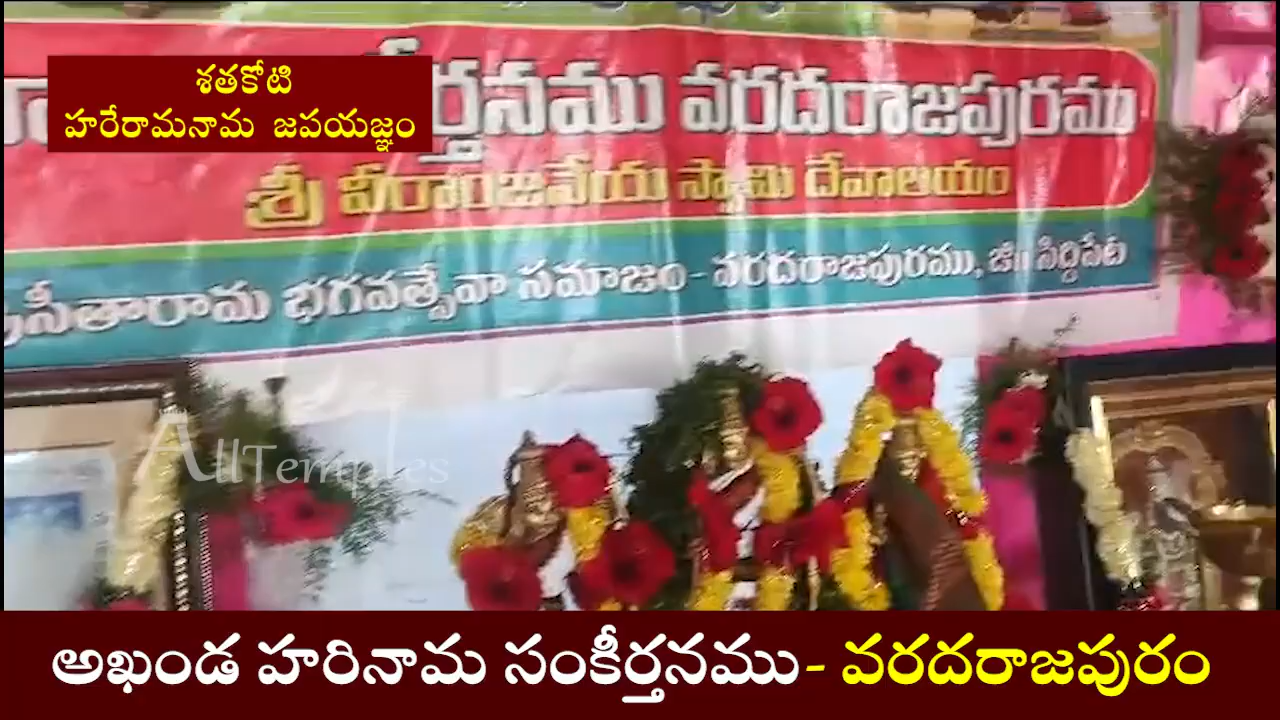 శతకోటి
హరేరామనామ జపయజ్ఞం
వరదరాజపురము
శ్రీ వీరాంజనేయ స్వామి దేవాలయం
సీతారామ భగవత్సేవా సమాజం - వరదరాజపురము, జి॥ సిద్దిపేట
AllTemples
అఖండ హరినామ సంకీర్తనము - వరదరాజపురం